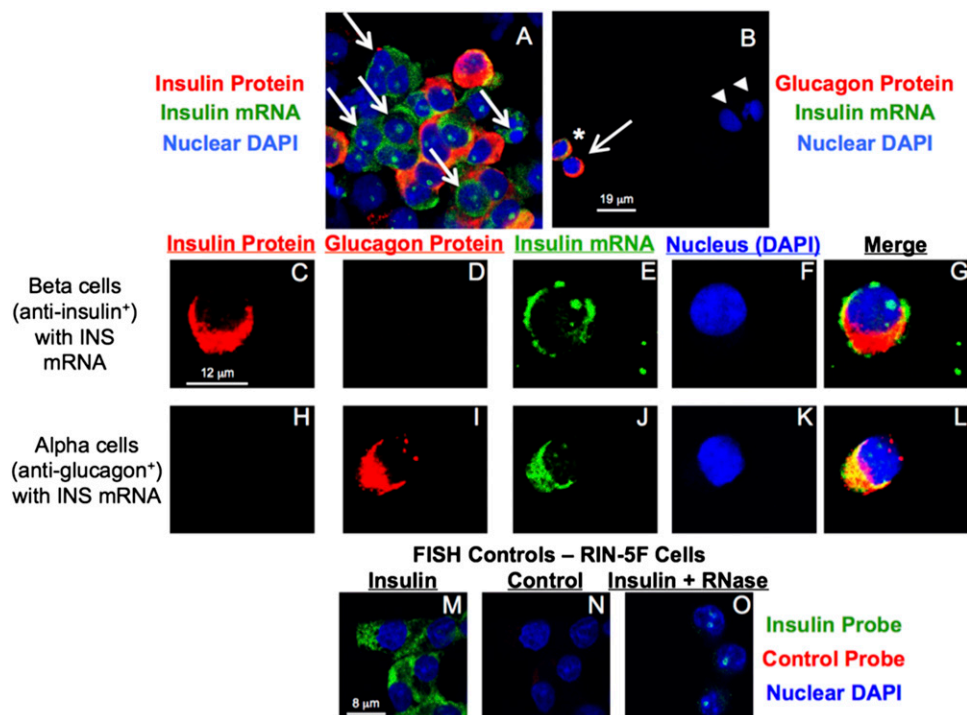 A
B
Insulin Protein
Insulin mRNA
Nuclear DAPI
Glucagon Protein
Insulin mRNA
Nuclear DAPI
*
19 μm
Insulin Protein Glucagon Protein Insulin mRNA Nucleus (DAPI) Merge
Beta cells
(anti-insulin⁺)
with INS
mRNA
C D E F G
12 μm
Alpha cells
(anti-glucagon⁺)
with INS mRNA
H I J K L
FISH Controls – RIN-5F Cells
Insulin Control Insulin + RNase
M N O
8 μm
Insulin Probe
Control Probe
Nuclear DAPI